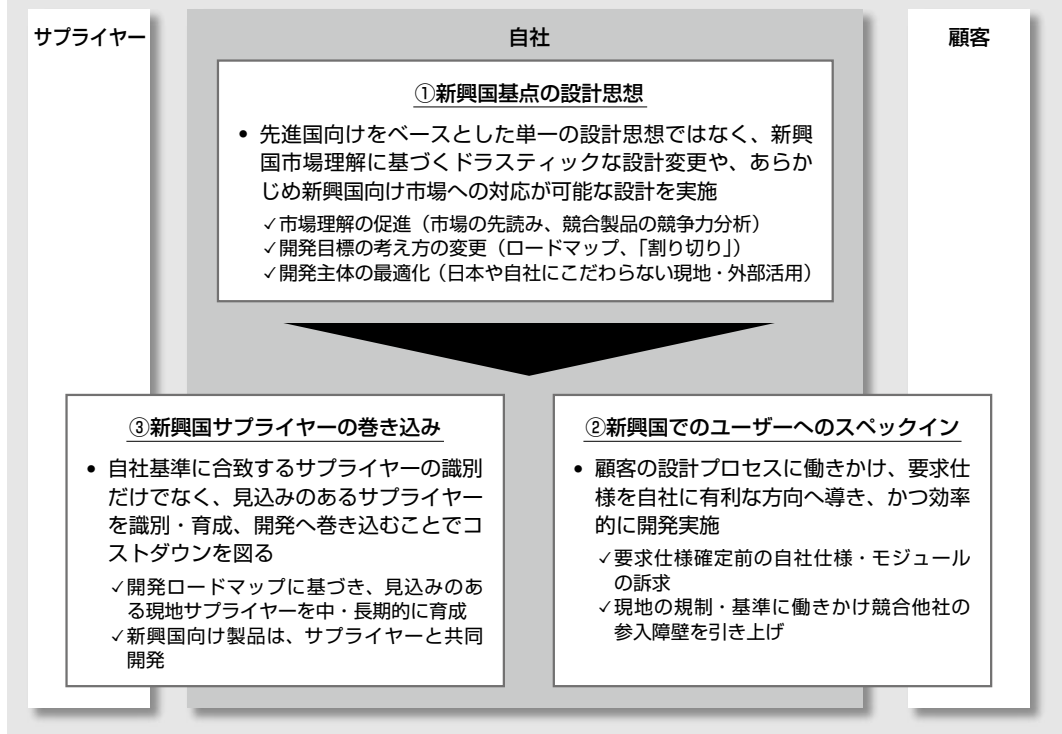 サプライヤー
自社
顧客
①新興国基点の設計思想
• 先進国向けをベースとした単一の設計思想ではなく、新興
国市場理解に基づくドラスティックな設計変更や、あらか
じめ新興国向け市場への対応が可能な設計を実施
✓市場理解の促進（市場の先読み、競合製品の競争力分析）
✓開発目標の考え方の変更（ロードマップ、「割り切り」）
✓開発主体の最適化（日本や自社にこだわらない現地・外部活用）
③新興国サプライヤーの巻き込み
• 自社基準に合致するサプライヤーの識別
だけでなく、見込みのあるサプライヤー
を識別・育成、開発へ巻き込むことでコ
ストダウンを図る
✓開発ロードマップに基づき、見込みのあ
る現地サプライヤーを中・長期的に育成
✓新興国向け製品は、サプライヤーと共同
開発
②新興国でのユーザーへのスペックイン
• 顧客の設計プロセスに働きかけ、要求仕
様を自社に有利な方向へ導き、かつ効率
的に開発実施
✓要求仕様確定前の自社仕様・モジュール
の訴求
✓現地の規制・基準に働きかけ競合他社の
参入障壁を引き上げ